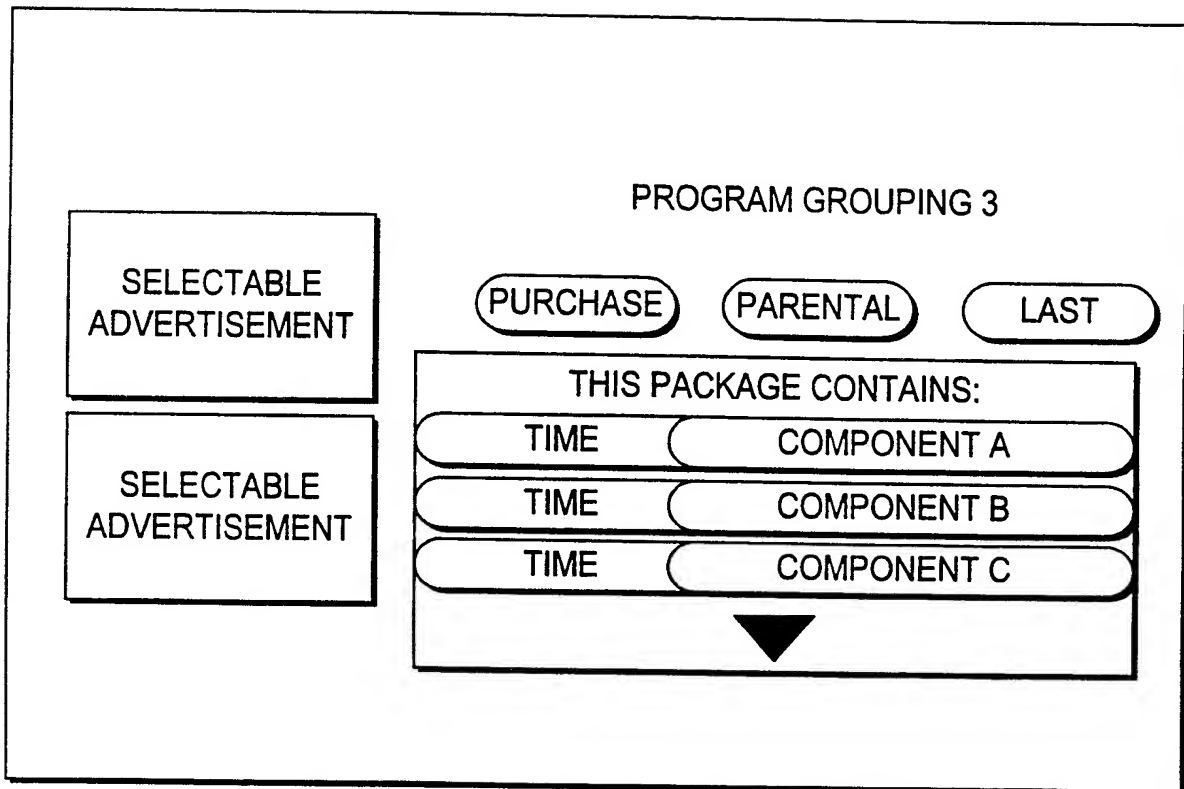 PROGRAM GROUPING 3
SELECTABLE
ADVERTISEMENT
SELECTABLE
ADVERTISEMENT
PURCHASE PARENTAL LAST
THIS PACKAGE CONTAINS:
TIME COMPONENT A
TIME COMPONENT B
TIME COMPONENT C